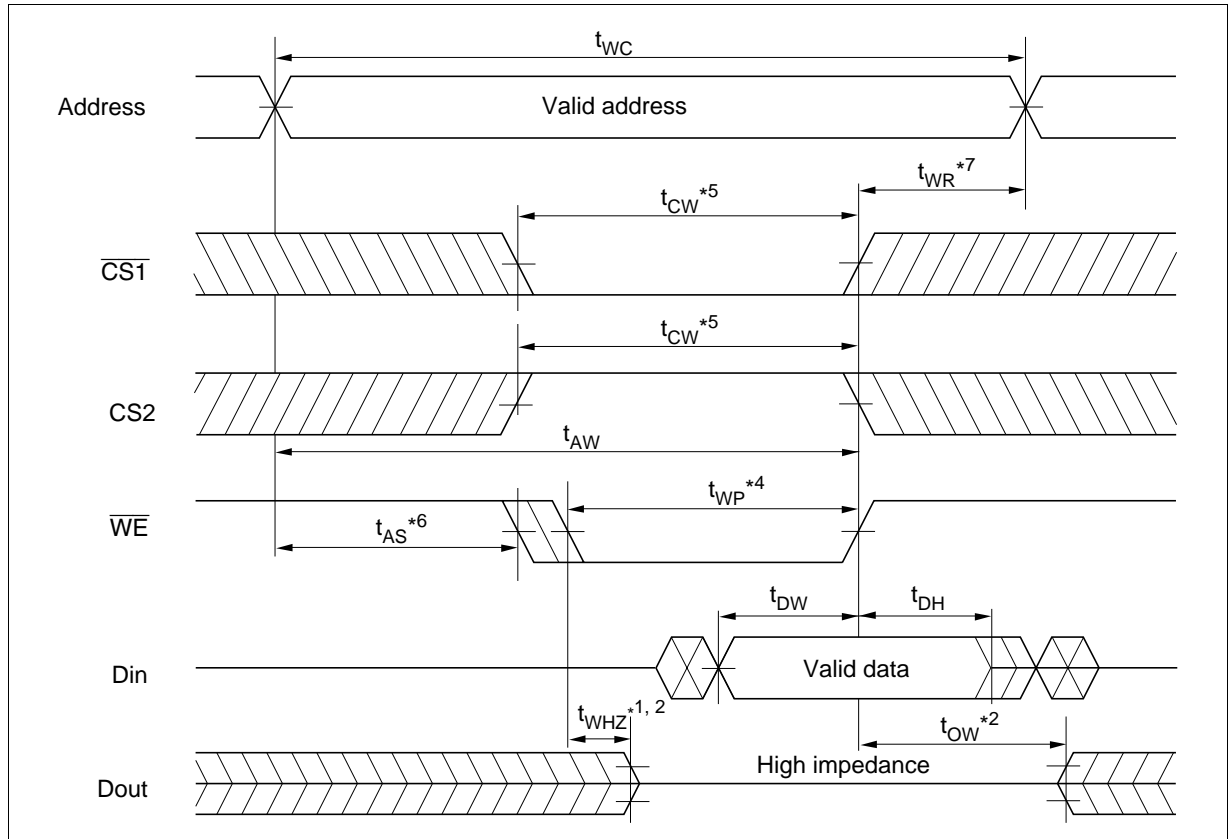 tWC
Address
Valid address
tWR*7
tCW*5
CS1
tCW*5
CS2
tAW
tWP*4
WE
tAS*6
tDW
tDH
Din
Valid data
tWHZ*1, 2
tOW*2
High impedance
Dout